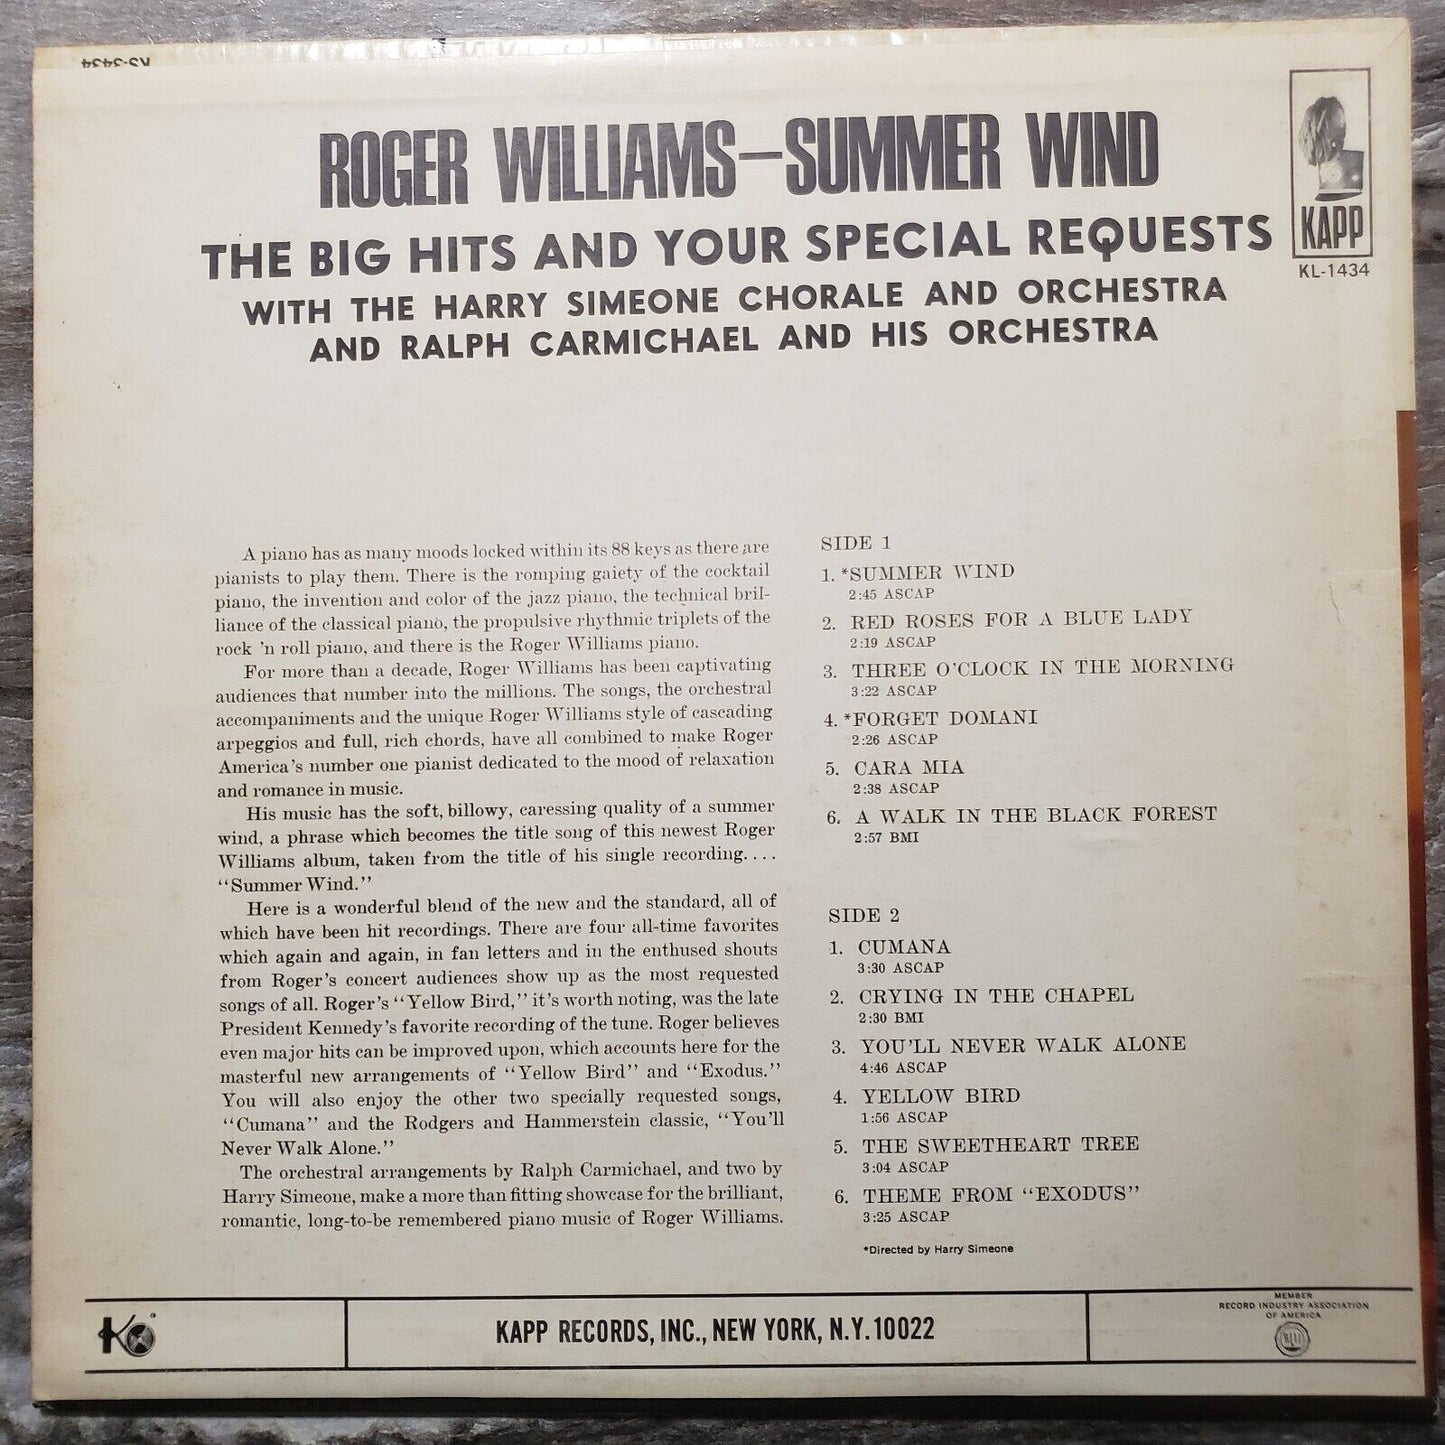 KS-3434
ROGER WILLIAMS—SUMMER WIND
THE BIG HITS AND YOUR SPECIAL REQUESTS
WITH THE HARRY SIMEONE CHORALE AND ORCHESTRA
AND RALPH CARMICHAEL AND HIS ORCHESTRA
KAPP
KL-1434
A piano has as many moods locked within its 88 keys as there are
pianists to play them. There is the romping gaiety of the cocktail
piano, the invention and color of the jazz piano, the technical bril-
liance of the classical piano, the propulsive rhythmic triplets of the
rock 'n roll piano, and there is the Roger Williams piano.
For more than a decade, Roger Williams has been captivating
audiences that number into the millions. The songs, the orchestral
accompaniments and the unique Roger Williams style of cascading
arpeggios and full, rich chords, have all combined to make Roger
America's number one pianist dedicated to the mood of relaxation
and romance in music.
His music has the soft, billowy, caressing quality of a summer
wind, a phrase which becomes the title song of this newest Roger
Williams album, taken from the title of his single recording....
"Summer Wind."
Here is a wonderful blend of the new and the standard, all of
which have been hit recordings. There are four all-time favorites
which again and again, in fan letters and in the enthused shouts
from Roger's concert audiences show up as the most requested
songs of all. Roger's "Yellow Bird," it's worth noting, was the late
President Kennedy's favorite recording of the tune. Roger believes
even major hits can be improved upon, which accounts here for the
masterful new arrangements of "Yellow Bird" and "Exodus."
You will also enjoy the other two specially requested songs,
"Cumana" and the Rodgers and Hammerstein classic, "You'll
Never Walk Alone."
The orchestral arrangements by Ralph Carmichael, and two by
Harry Simeone, make a more than fitting showcase for the brilliant,
romantic, long-to-be remembered piano music of Roger Williams.
SIDE 1
1. *SUMMER WIND
2:45 ASCAP
2. RED ROSES FOR A BLUE LADY
2:19 ASCAP
3. THREE O'CLOCK IN THE MORNING
3:22 ASCAP
4. *FORGET DOMANI
2:26 ASCAP
5. CARA MIA
2:38 ASCAP
6. A WALK IN THE BLACK FOREST
2:57 BMI
SIDE 2
1. CUMANA
3:30 ASCAP
2. CRYING IN THE CHAPEL
2:30 BMI
3. YOU'LL NEVER WALK ALONE
4:46 ASCAP
4. YELLOW BIRD
1:56 ASCAP
5. THE SWEETHEART TREE
3:04 ASCAP
6. THEME FROM "EXODUS"
3:25 ASCAP
*Directed by Harry Simeone
K
®
KAPP RECORDS, INC., NEW YORK, N.Y. 10022
MEMBER
RECORD INDUSTRY ASSOCIATION
OF AMERICA